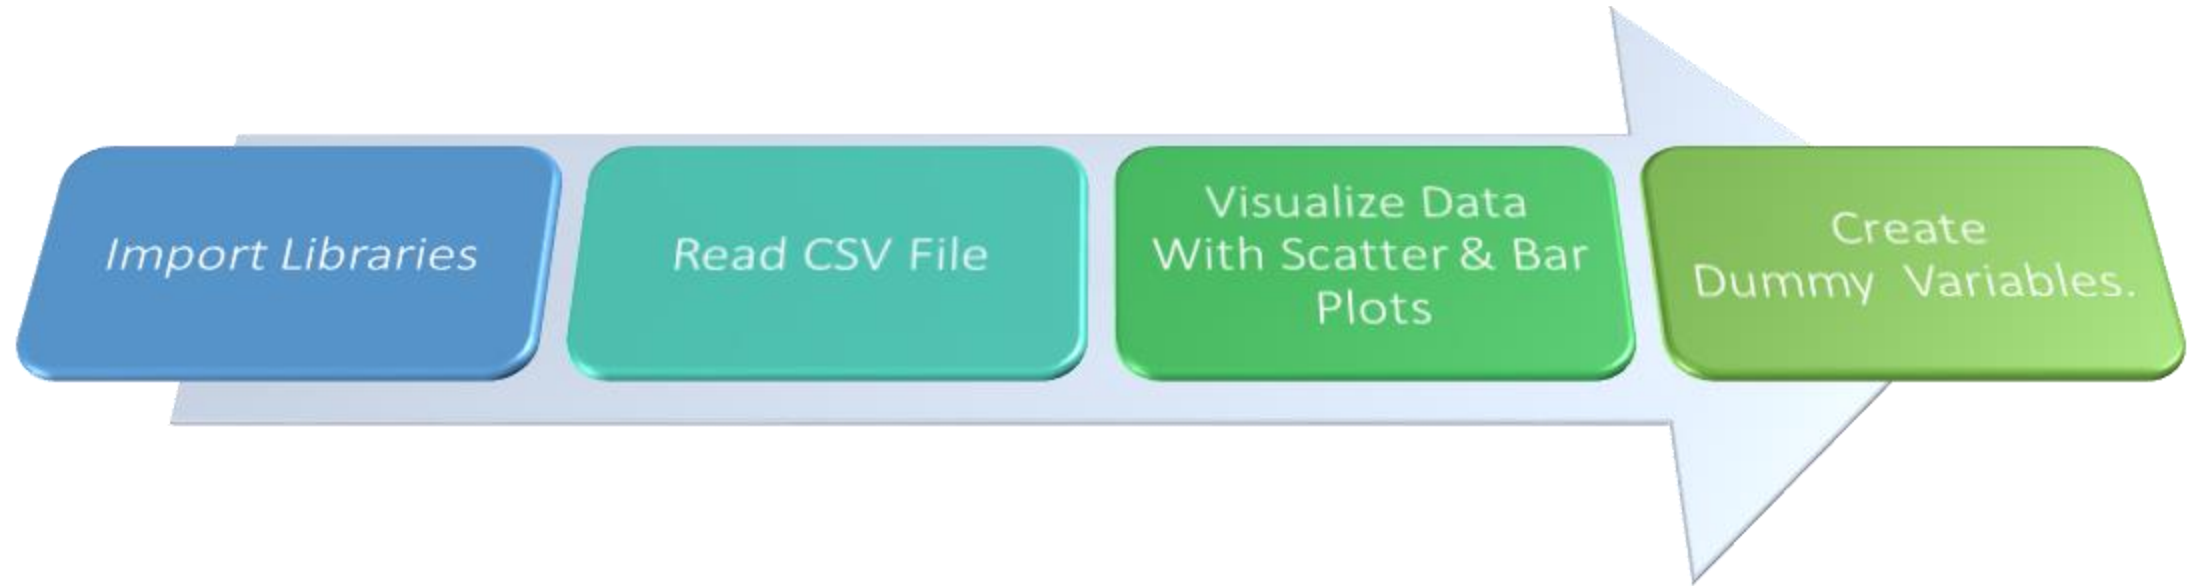 Import Libraries
Read CSV File
Visualize Data
With Scatter & Bar
Plots
Create
Dummy  Variables.